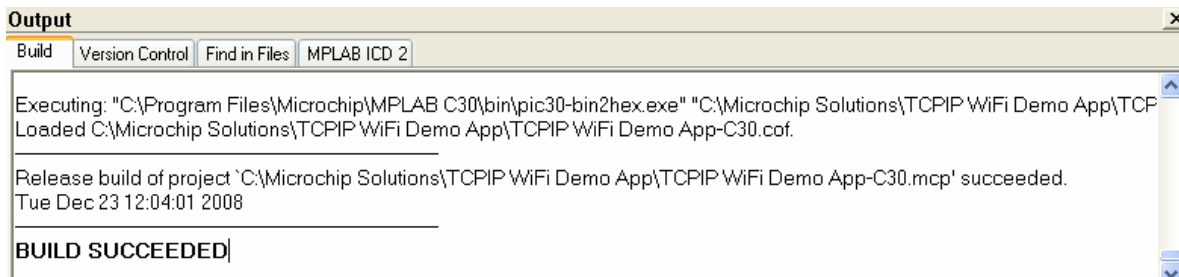 Output
Build Version Control Find in Files MPLAB ICD 2
Executing: "C:\Program Files\Microchip\MPLAB C30\bin\pic30-bin2hex.exe" "C:\Microchip Solutions\TCPIP WiFi Demo App\TCP
Loaded C:\Microchip Solutions\TCPIP WiFi Demo App\TCPIP WiFi Demo App-C30.cof.
Release build of project `C:\Microchip Solutions\TCPIP WiFi Demo App\TCPIP WiFi Demo App-C30.mcp' succeeded.
Tue Dec 23 12:04:01 2008
BUILD SUCCEEDED